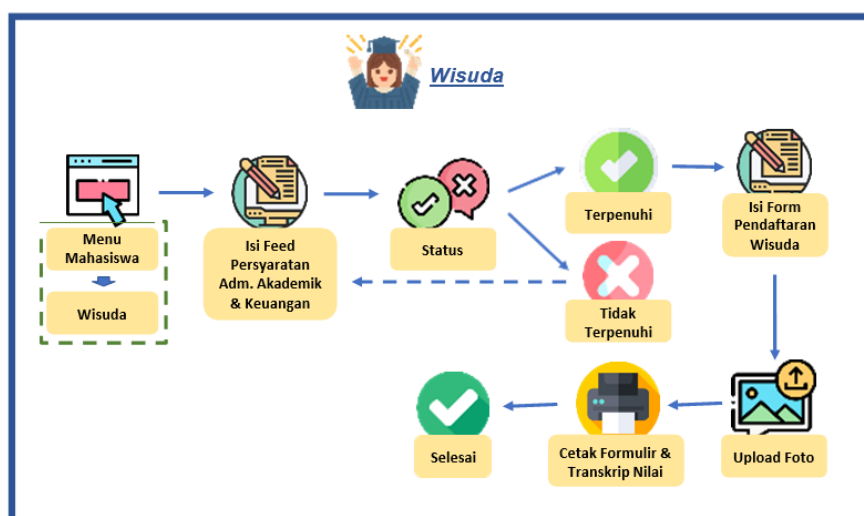 Wisuda
Menu
Mahasiswa
Wisuda
Isi Feed
Persyaratan
Adm. Akademik
& Keuangan
Status
Terpenuhi
Tidak
Terpenuhi
Isi Form
Pendaftaran
Wisuda
Upload Foto
Cetak Formulir &
Transkrip Nilai
Selesai